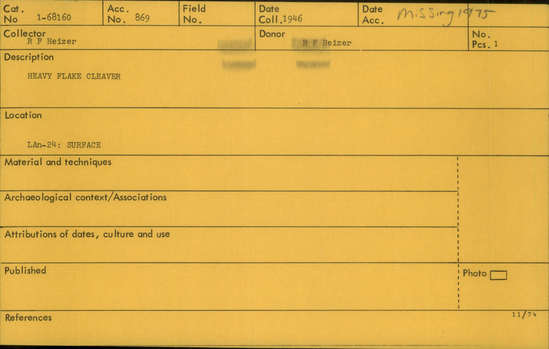 Cat. No 1-68160 Acc. No. 869 Field No. Date Coll. 1946 Date Acc. Missing 1975
Collector R F Heizer Donor R F Heizer No. Pcs. 1
Description
HEAVY FLAKE CLEAVER
Location
LAn-24: SURFACE
Material and techniques
Archaeological context/Associations
Attributions of dates, culture and use
Published Photo
References 11/74